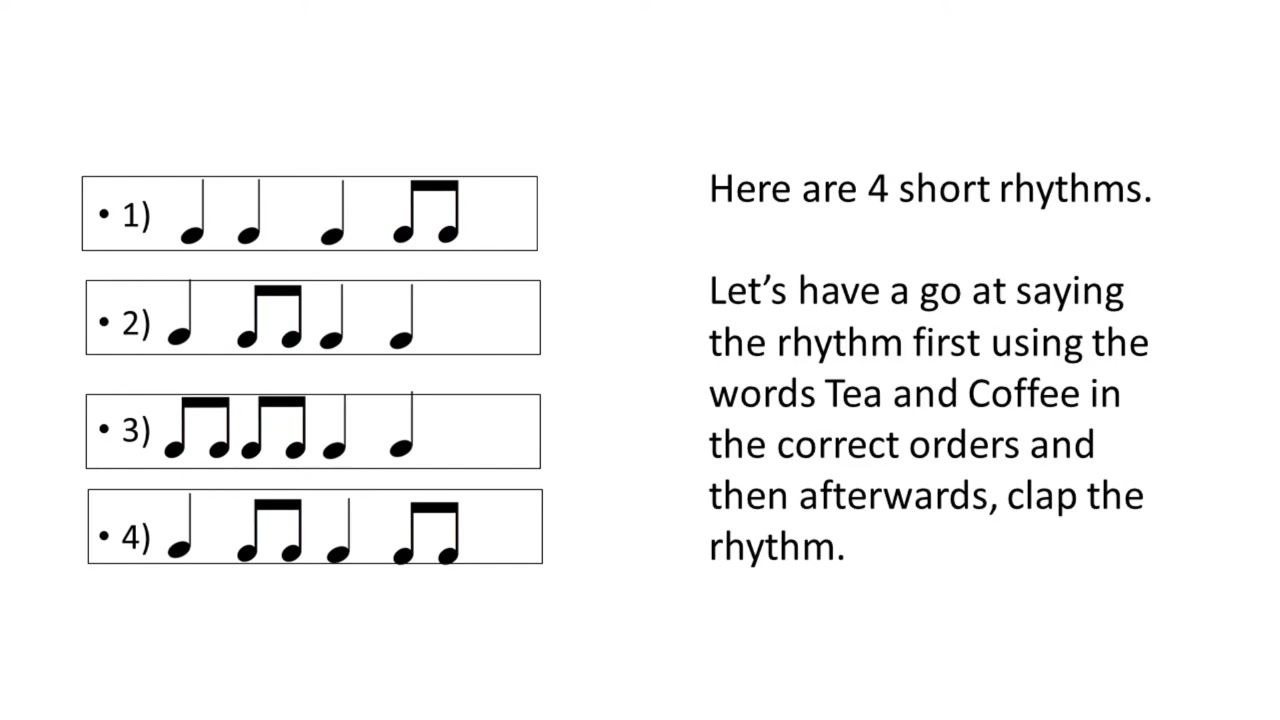 • 1)
• 2)
• 3)
• 4)
Here are 4 short rhythms.
Let’s have a go at saying
the rhythm first using the
words Tea and Coffee in
the correct orders and
then afterwards, clap the
rhythm.